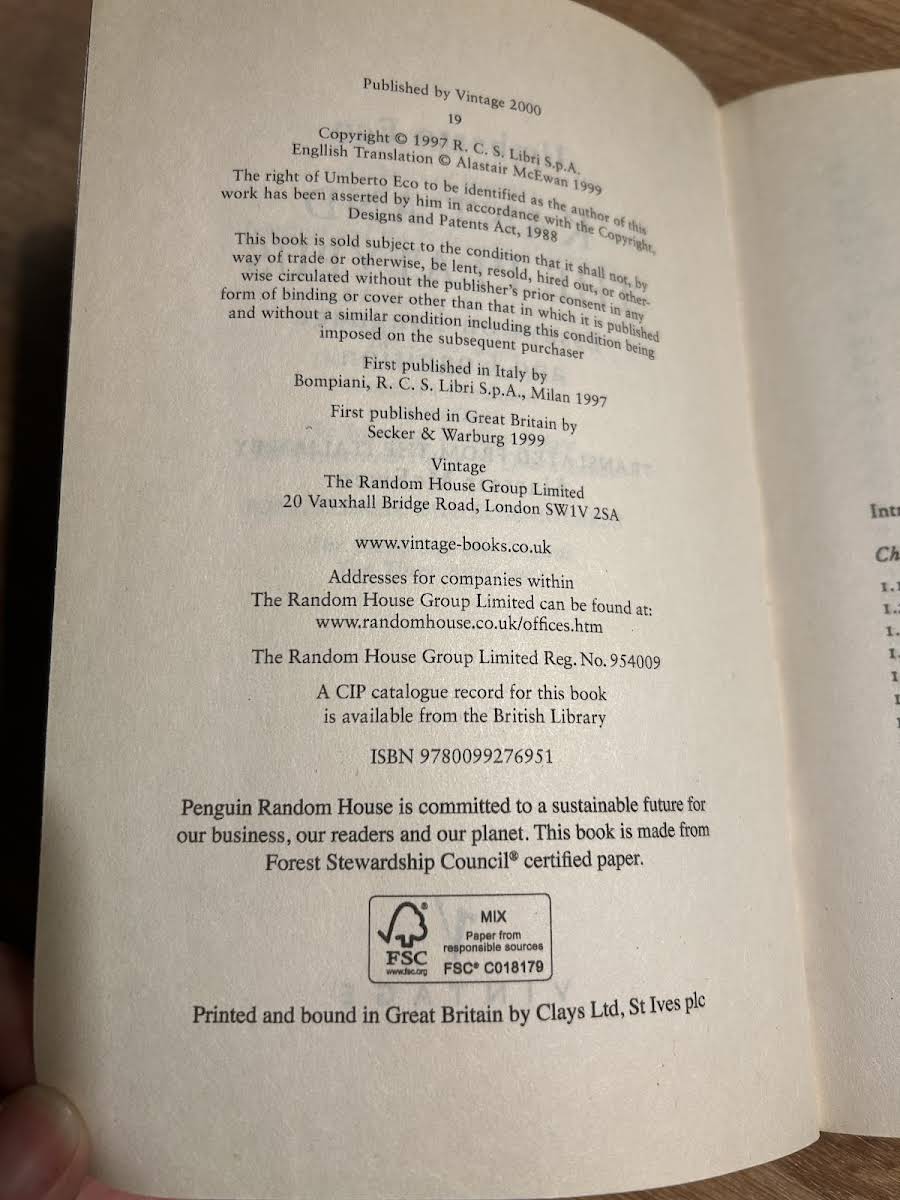 Published by Vintage 2000
19
Copyright © 1997 R. C. S. Libri S.p.A.
Engllish Translation © Alastair McEwan 1999
The right of Umberto Eco to be identified as the author of this
work has been asserted by him in accordance with the Copyright,
Designs and Patents Act, 1988
This book is sold subject to the condition that it shall not, by
way of trade or otherwise, be lent, resold, hired out, or other-
wise circulated without the publisher's prior consent in any
form of binding or cover other than that in which it is published
and without a similar condition including this condition being
imposed on the subsequent purchaser
First published in Italy by
Bompiani, R. C. S. Libri S.p.A., Milan 1997
First published in Great Britain by
Secker & Warburg 1999
Vintage
The Random House Group Limited
20 Vauxhall Bridge Road, London SW1V 2SA
www.vintage-books.co.uk
Addresses for companies within
The Random House Group Limited can be found at:
www.randomhouse.co.uk/offices.htm
The Random House Group Limited Reg. No. 954009
A CIP catalogue record for this book
is available from the British Library
ISBN 9780099276951
Penguin Random House is committed to a sustainable future for
our business, our readers and our planet. This book is made from
Forest Stewardship Council® certified paper.
FSC
www.fsc.org
MIX
Paper from
responsible sources
FSC® C018179
Printed and bound in Great Britain by Clays Ltd, St Ives plc